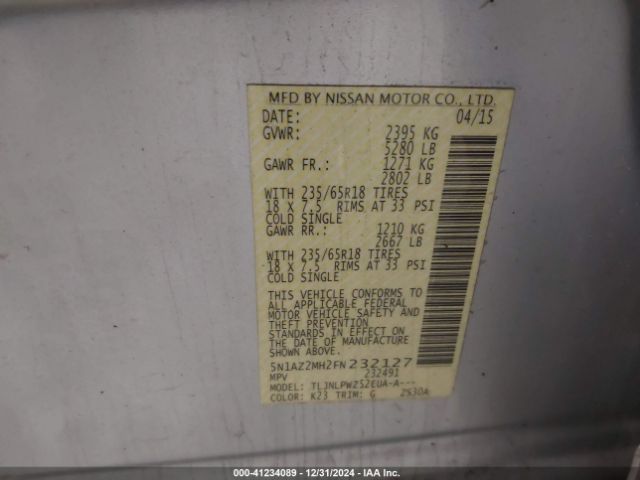 MFD BY NISSAN MOTOR CO., LTD.
DATE: 04/15
GVWR: 2395 KG
5280 LB
GAWR FR.: 1271 KG
2802 LB
WITH 235/65R18 TIRES
18 X 7.5 RIMS AT 33 PSI
COLD SINGLE
GAWR RR.: 1210 KG
2667 LB
WITH 235/65R18 TIRES
18 X 7.5 RIMS AT 33 PSI
COLD SINGLE
THIS VEHICLE CONFORMS TO
ALL APPLICABLE FEDERAL
MOTOR VEHICLE SAFETY AND
THEFT PREVENTION
STANDARDS IN EFFECT ON
THE DATE OF MANUFACTURE
SHOWN ABOVE.
5N1AZ2MH2FN232127
MPV 232491
MODEL: TLJNLPWZ52EUA-A---
COLOR: K23 TRIM: G 2530A
000-41234089 - 12/31/2024 - IAA Inc.